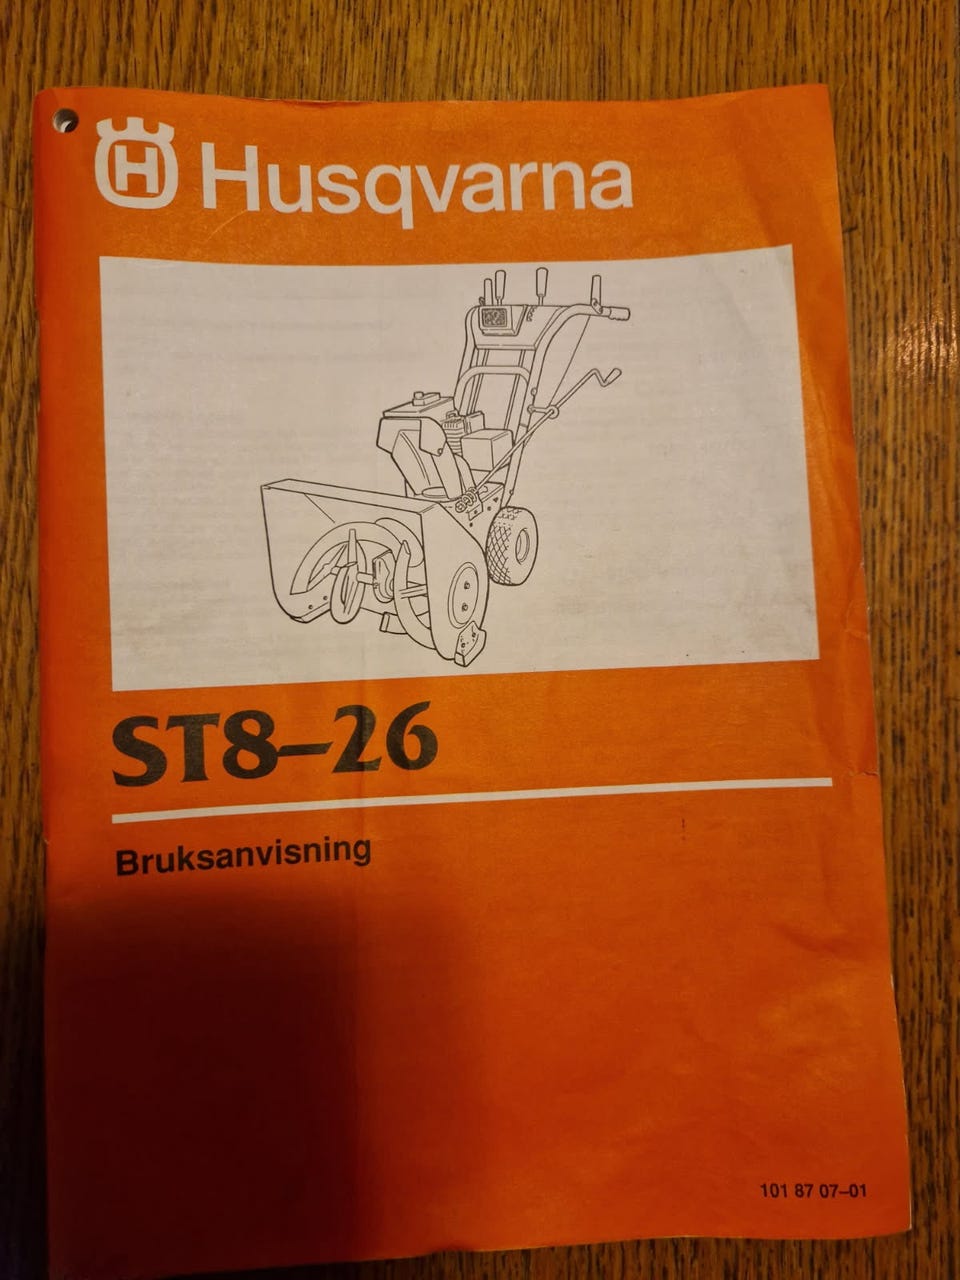 H Husqvarna
ST8–26
Bruksanvisning
101 87 07–01